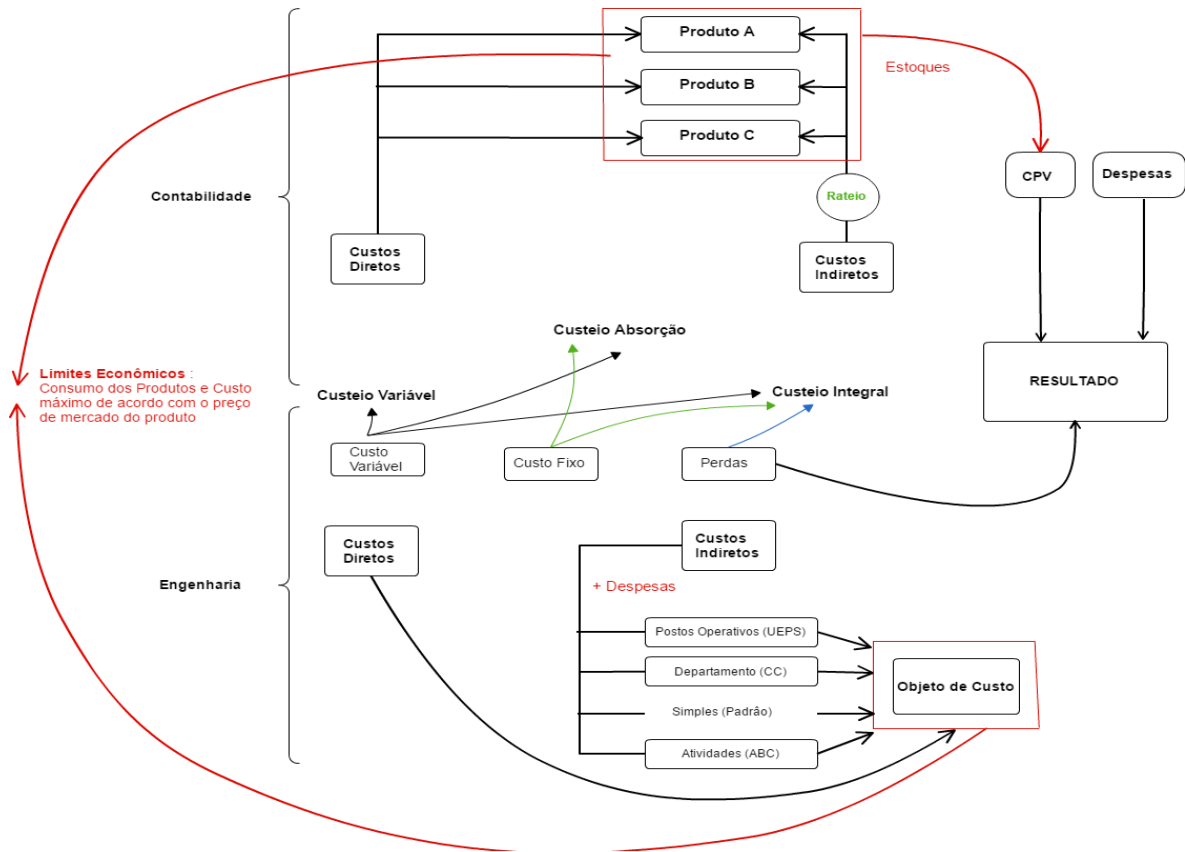 Produto A
Estoques
Produto B
Produto C
Contabilidade
Rateio
CPV
Despesas
Custos
Diretos
Custos
Indiretos
Custeio Absorção
Limites Econômicos :
Consumo dos Produtos e Custo
máximo de acordo com o preço
de mercado do produto
Custeio Variável
Custeio Integral
RESULTADO
Custo
Variável
Custo Fixo
Perdas
Custos
Diretos
Custos
Indiretos
Engenharia
+ Despesas
Postos Operativos (UEPS)
Departamento (CC)
Simples (Padrão)
Atividades (ABC)
Objeto de Custo